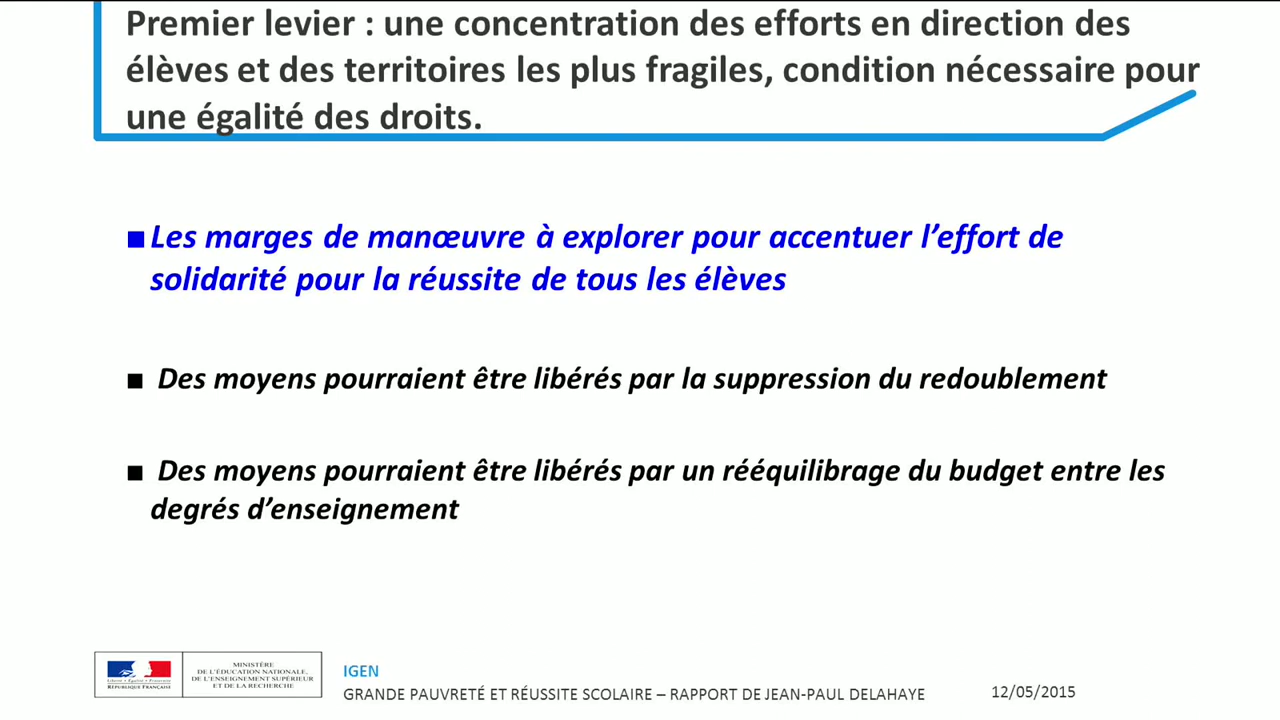 Premier levier : une concentration des efforts en direction des
élèves et des territoires les plus fragiles, condition nécessaire pour
une égalité des droits.
■ Les marges de manœuvre à explorer pour accentuer l’effort de
solidarité pour la réussite de tous les élèves
■ Des moyens pourraient être libérés par la suppression du redoublement
■ Des moyens pourraient être libérés par un rééquilibrage du budget entre les
degrés d’enseignement
Liberté • Égalité • Fraternité
RÉPUBLIQUE FRANÇAISE
MINISTÈRE
DE L’ÉDUCATION NATIONALE,
DE L’ENSEIGNEMENT SUPÉRIEUR
ET DE LA RECHERCHE
IGEN
GRANDE PAUVRETÉ ET RÉUSSITE SCOLAIRE – RAPPORT DE JEAN-PAUL DELAHAYE
12/05/2015